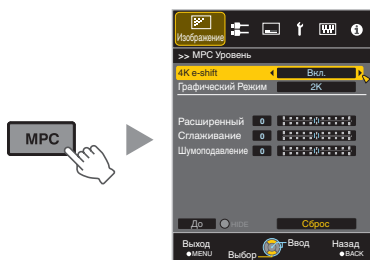 MPC
Изображение
>> MPC Уровень
4K e-shift Вкл.
Графический Режим 2K
Расширенный 0
Сглаживание 0
Шумоподавление 0
До HIDE Сброс
Выход Ввод Назад
MENU Выбор BACK